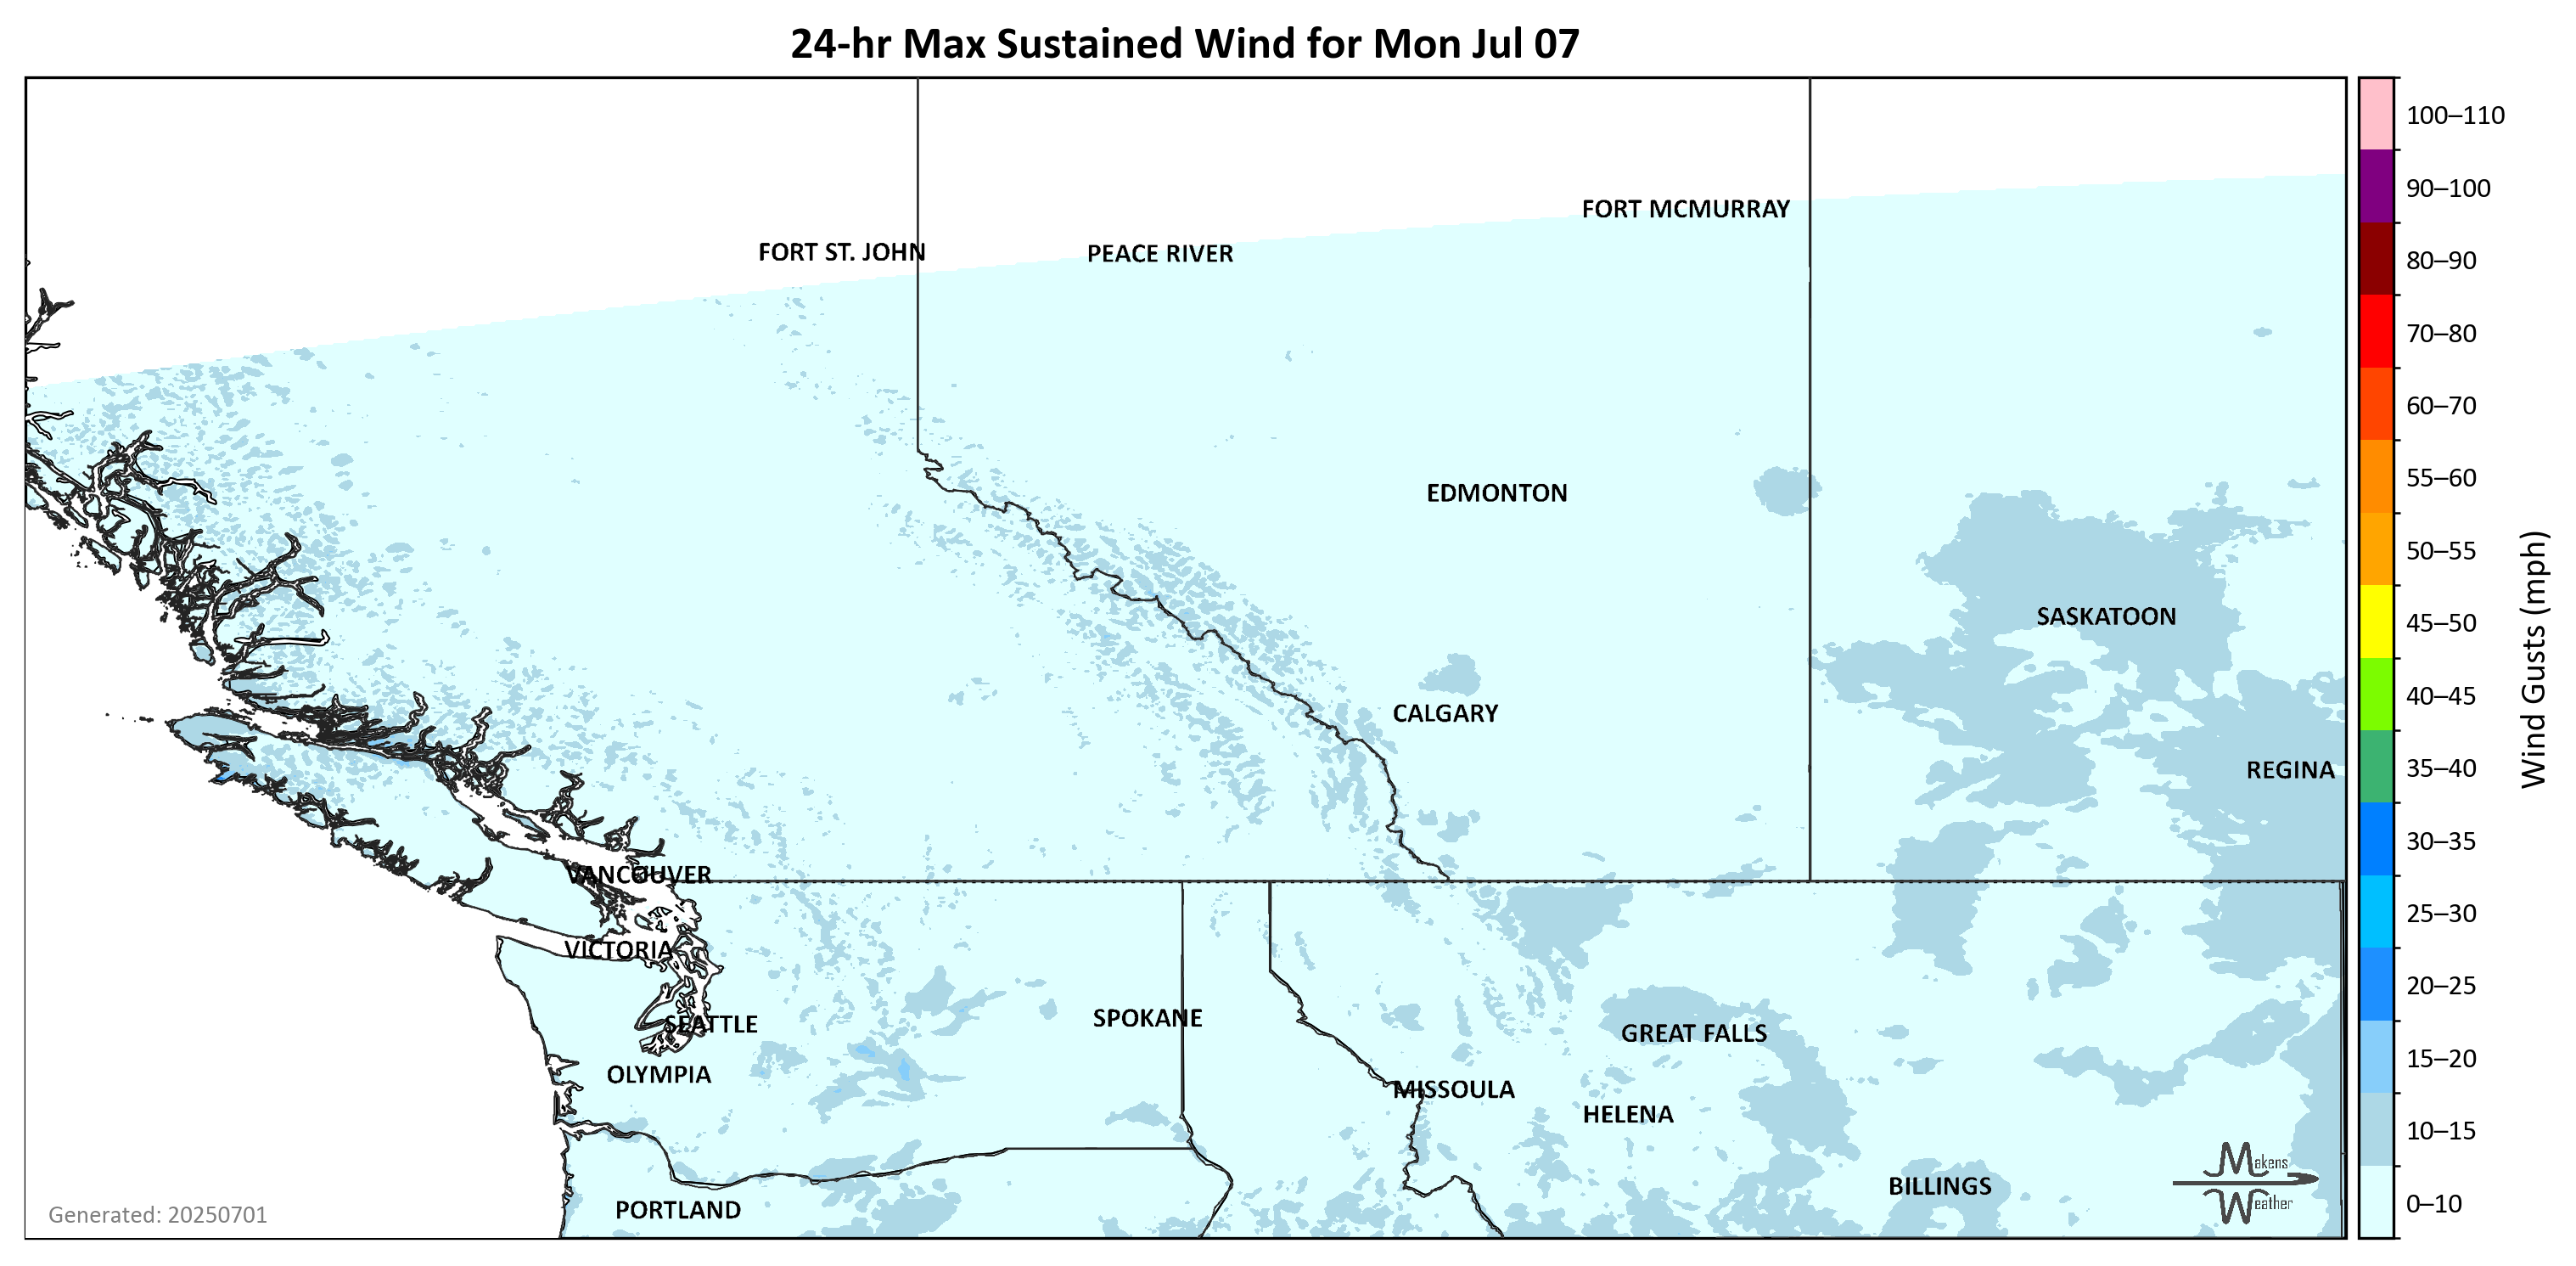 24-hr Max Sustained Wind for Mon Jul 07
100–110
90–100
80–90
70–80
60–70
55–60
50–55
45–50
40–45
35–40
30–35
25–30
20–25
15–20
10–15
0–10
Wind Gusts (mph)
FORT MCMURRAY
FORT ST. JOHN
PEACE RIVER
EDMONTON
SASKATOON
CALGARY
REGINA
VANCOUVER
VICTORIA
SEATTLE
SPOKANE
GREAT FALLS
OLYMPIA
MISSOULA
HELENA
BILLINGS
PORTLAND
Makens
Weather
Generated: 20250701